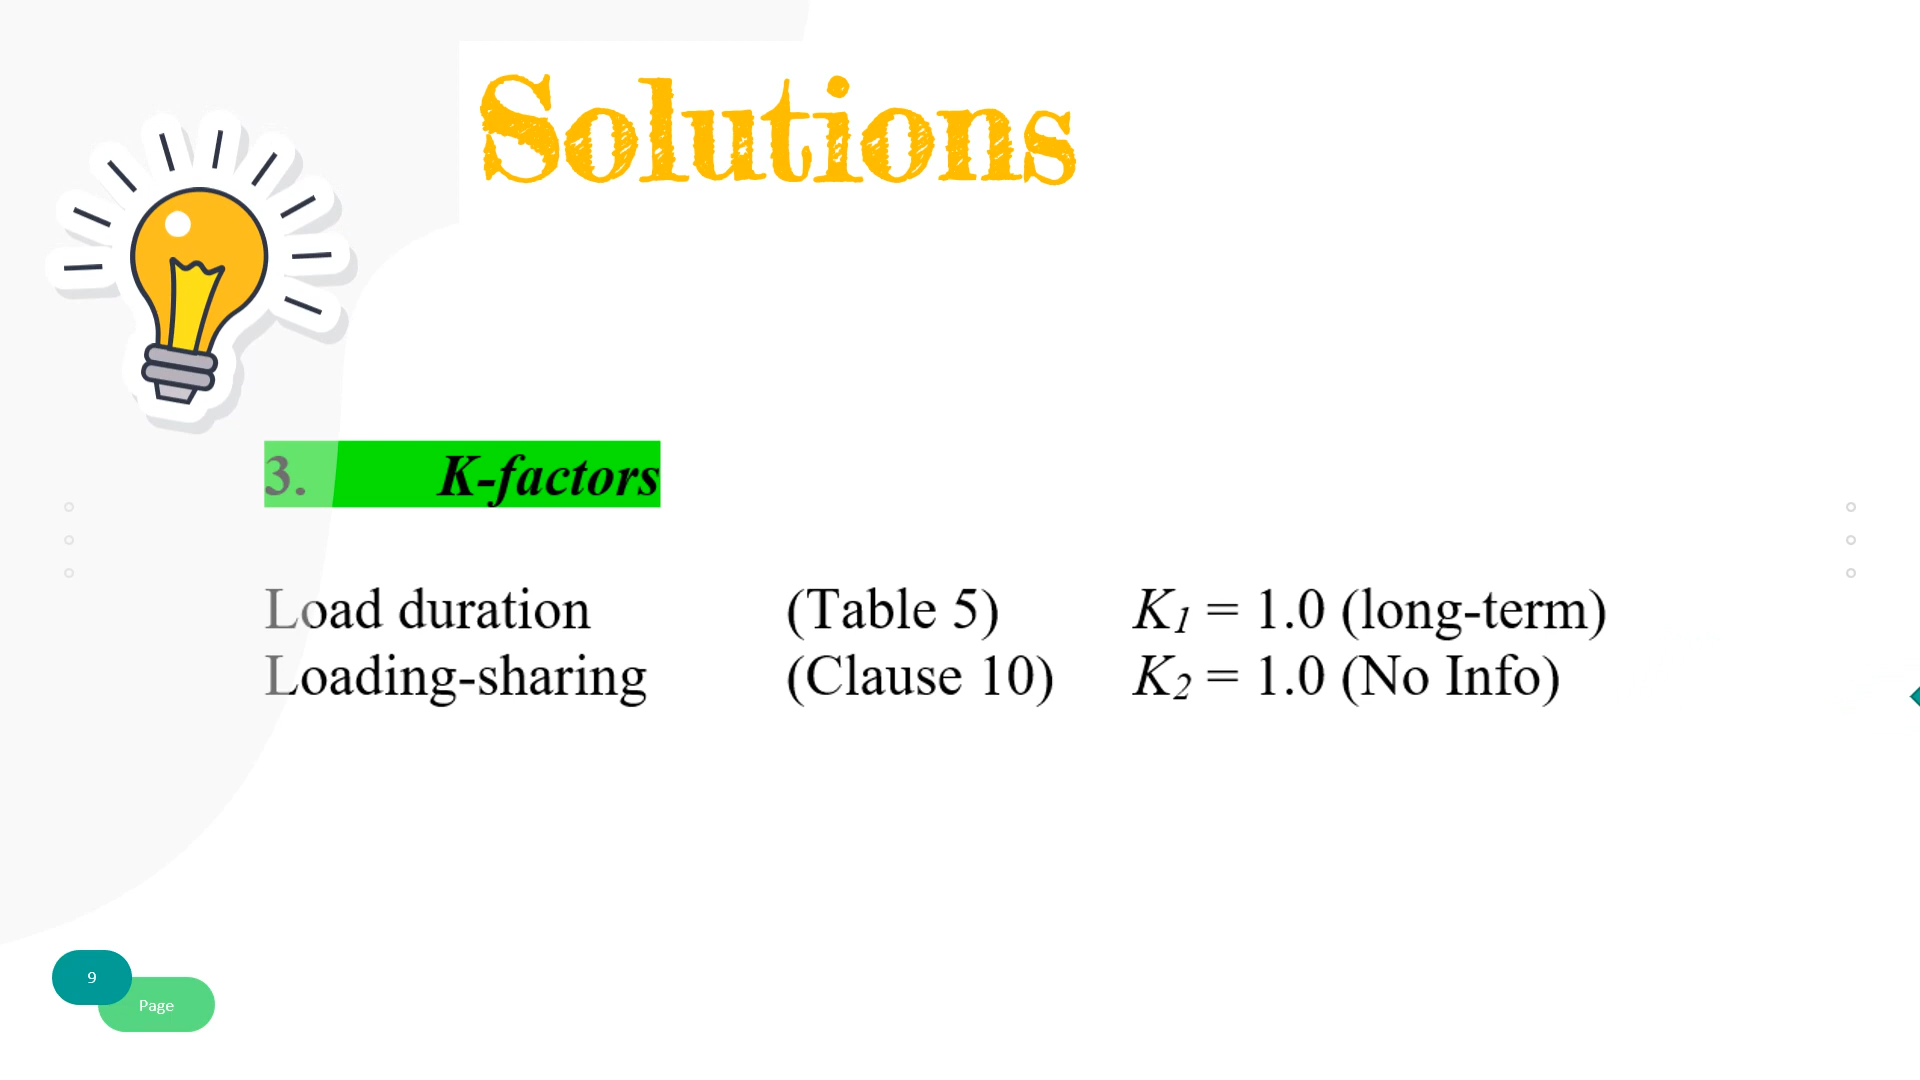 Solutions
3. K-factors
Load duration (Table 5) K1 = 1.0 (long-term)
Loading-sharing (Clause 10) K2 = 1.0 (No Info)
9
Page